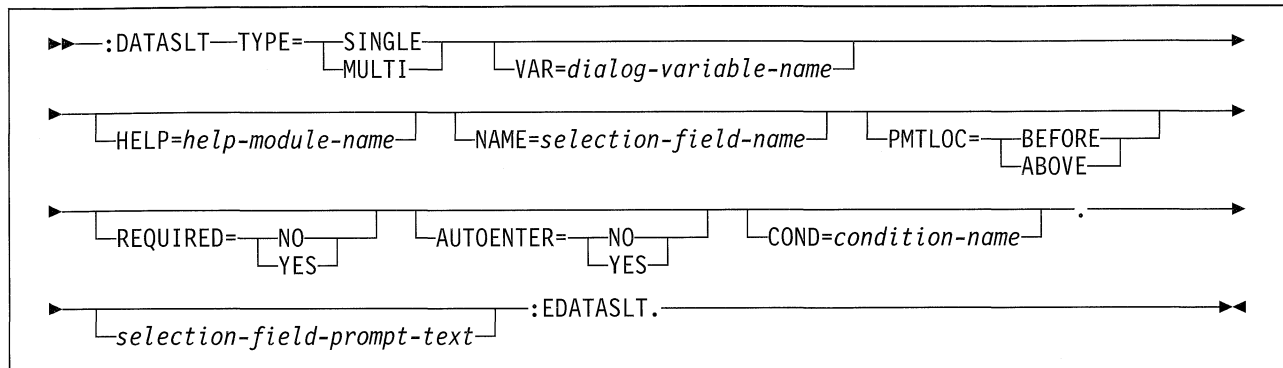 :DATASLT TYPE= SINGLE
MULTI VAR=dialog-variable-name
HELP=help-module-name NAME=selection-field-name PMTLOC= BEFORE
ABOVE
REQUIRED= NO AUTOENTER= NO COND=condition-name .
YES YES
:EDATASLT.
selection-field-prompt-text